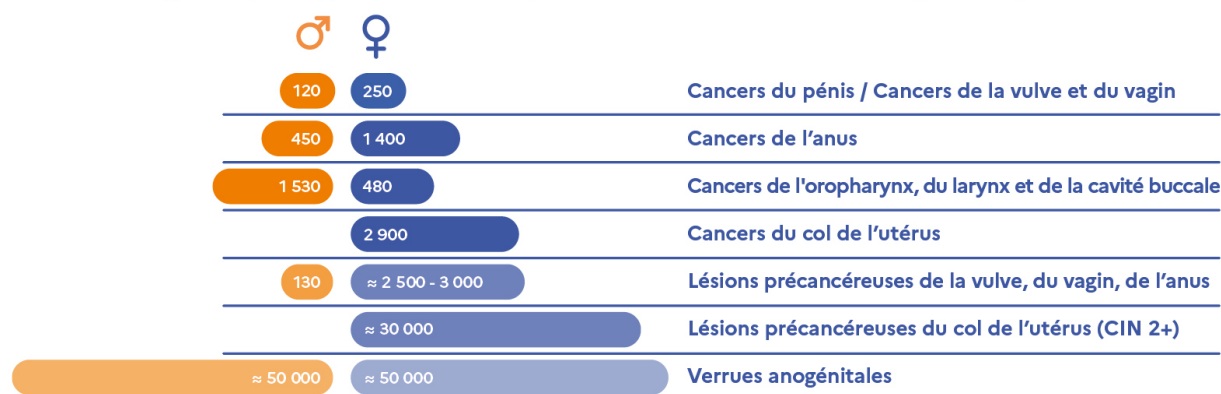 ♂ ♀
120 250 Cancers du pénis / Cancers de la vulve et du vagin
450 1 400 Cancers de l'anus
1 530 480 Cancers de l'oropharynx, du larynx et de la cavité buccale
2 900 Cancers du col de l'utérus
130 ≈ 2 500 - 3 000 Lésions précancéreuses de la vulve, du vagin, de l'anus
≈ 30 000 Lésions précancéreuses du col de l'utérus (CIN 2+)
≈ 50 000 ≈ 50 000 Verrues anogénitales